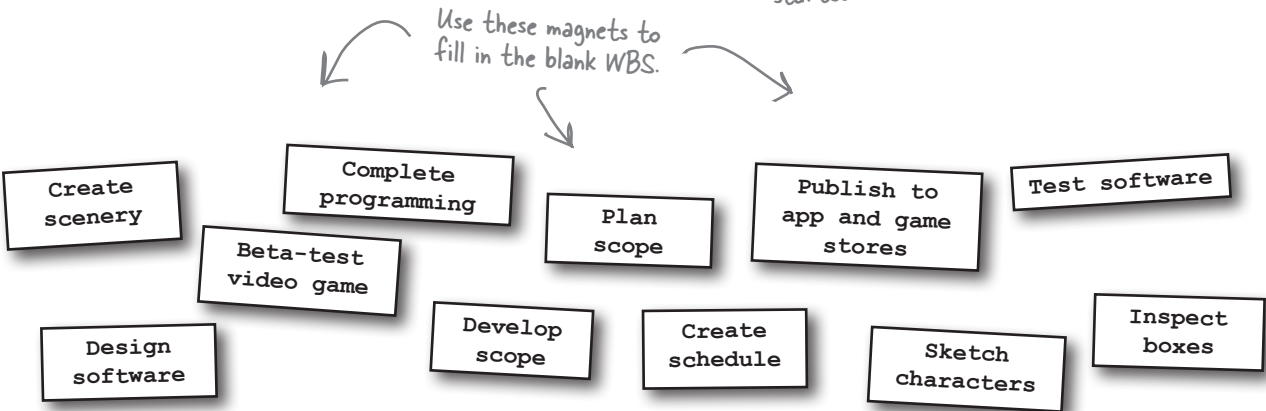 Use these magnets to
fill in the blank WBS.
Create
scenery
Complete
programming
Plan
scope
Publish to
app and game
stores
Test software
Beta-test
video game
Design
software
Develop
scope
Create
schedule
Sketch
characters
Inspect
boxes